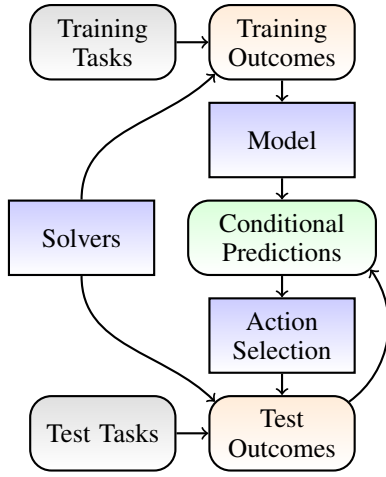 Training
Tasks
Training
Outcomes
Model
Solvers
Conditional
Predictions
Action
Selection
Test Tasks
Test
Outcomes